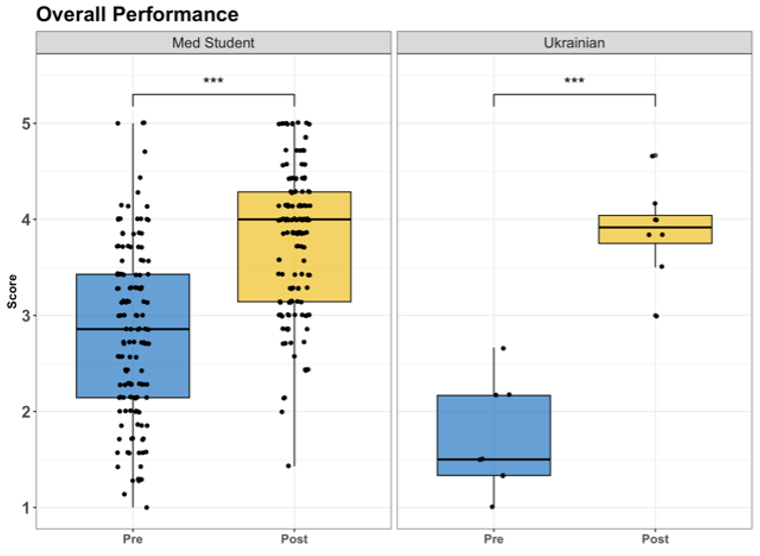 Overall Performance
Med Student
Ukrainian
***
***
5
4
3
2
1
Score
Pre
Post
Pre
Post